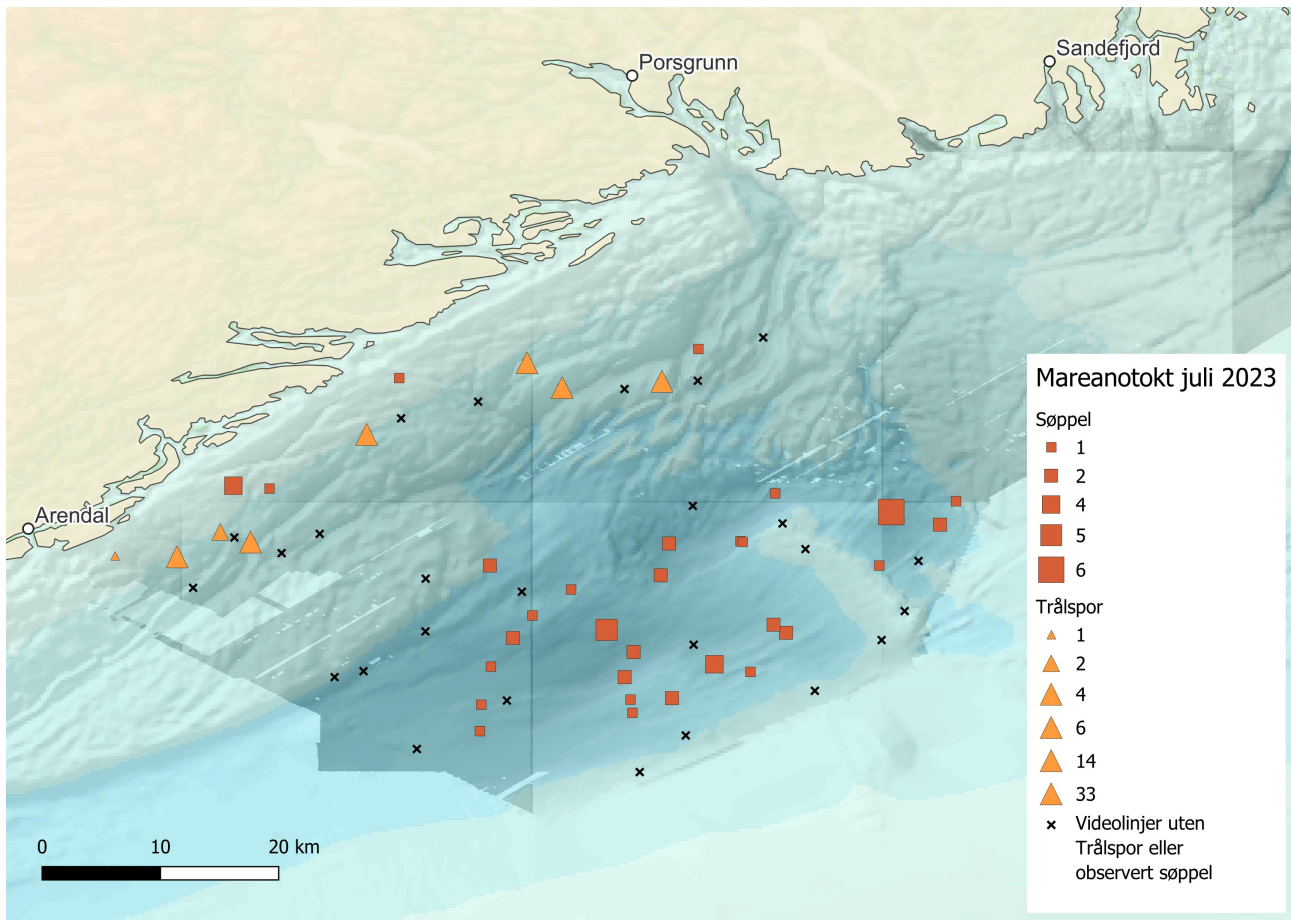 Sandefjord
Porsgrunn
Arendal
Mareanotokt juli 2023
Søppel
1
2
4
5
6
Trålspor
1
2
4
6
14
33
Videolinjer uten
Trålspor eller
observert søppel
0 10 20 km